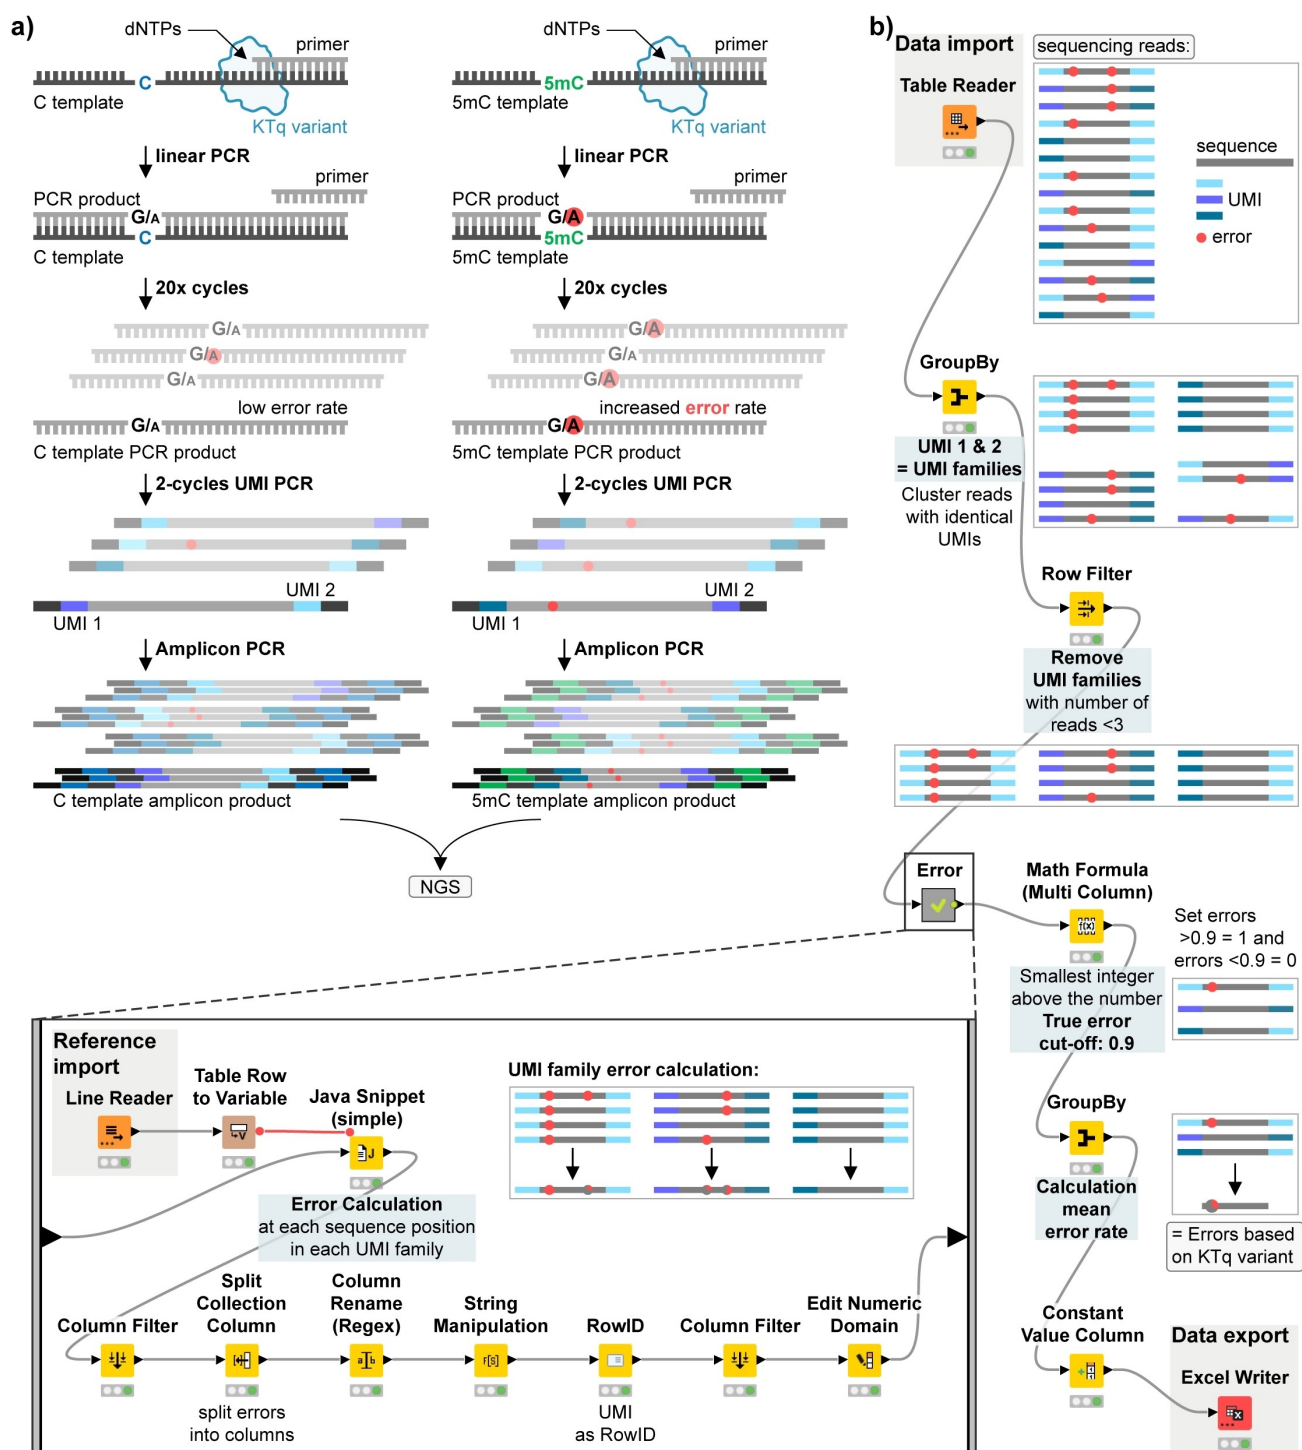 a)
dNTPs
primer
C
C template
KTq variant
linear PCR
primer
PCR product
G/A
C
C template
20x cycles
G/A
G/A
G/A
low error rate
G/A
C template PCR product
2-cycles UMI PCR
UMI 2
UMI 1
Amplicon PCR
C template amplicon product
dNTPs
primer
5mC
5mC template
KTq variant
linear PCR
primer
PCR product
G/A
5mC
5mC template
20x cycles
G/A
G/A
G/A
increased error rate
G/A
5mC template PCR product
2-cycles UMI PCR
UMI 2
UMI 1
Amplicon PCR
5mC template amplicon product
NGS
b)
Data import
Table Reader
sequencing reads:
sequence
UMI
error
GroupBy
UMI 1 & 2
= UMI families
Cluster reads
with identical
UMIs
Row Filter
Remove
UMI families
with number of
reads <3
Error
Math Formula
(Multi Column)
f(x)
Smallest integer
above the number
True error
cut-off: 0.9
Set errors
>0.9 = 1 and
errors <0.9 = 0
GroupBy
Calculation
mean
error rate
= Errors based
on KTq variant
Constant
Value Column
Data export
Excel Writer
Reference
import
Line Reader
Table Row
to Variable
V
Java Snippet
(simple)
J
Error Calculation
at each sequence position
in each UMI family
UMI family error calculation:
Column Filter
Split
Collection
Column
split errors
into columns
Column
Rename
(Regex)
a b
String
Manipulation
f[S]
RowID
UMI
as RowID
Column Filter
Edit Numeric
Domain